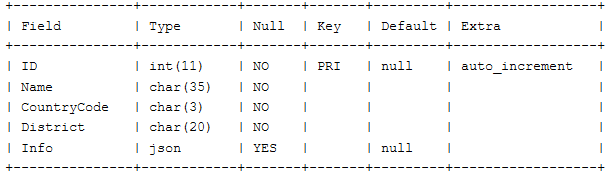 +---------------+------------+-------+-------+---------+------------------+
| Field         | Type       | Null  | Key   | Default | Extra            |
+---------------+------------+-------+-------+---------+------------------+
| ID            | int(11)    | NO    | PRI   | null    | auto_increment   |
| Name          | char(35)   | NO    |       |         |                  |
| CountryCode   | char(3)    | NO    |       |         |                  |
| District      | char(20)   | NO    |       |         |                  |
| Info          | json       | YES   |       | null    |                  |
+---------------+------------+-------+-------+---------+------------------+